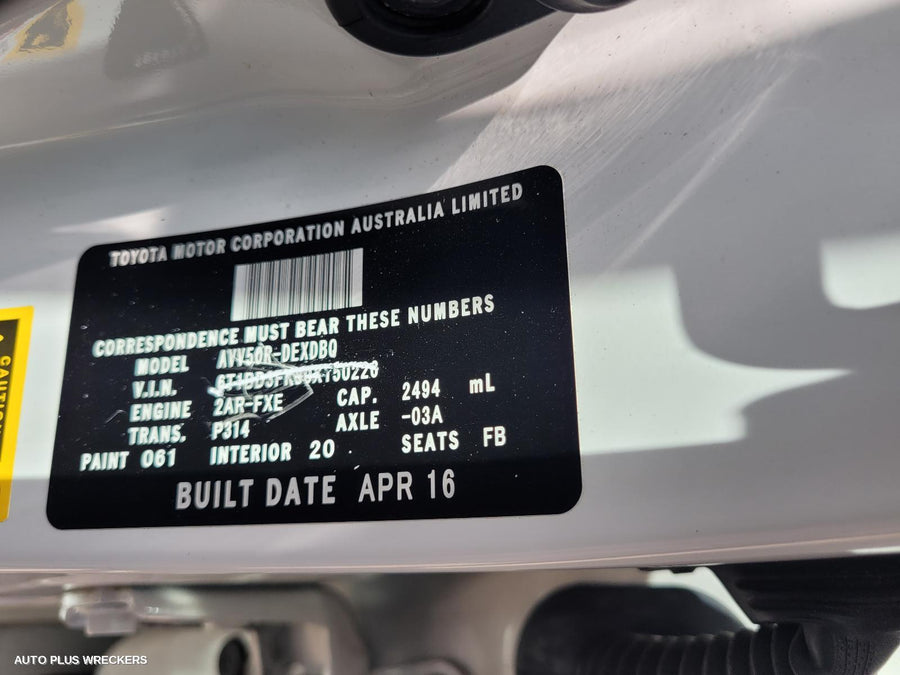 TOYOTA MOTOR CORPORATION AUSTRALIA LIMITED
CORRESPONDENCE MUST BEAR THESE NUMBERS
MODEL AVV50R-DEXDBQ
V.I.N.
ENGINE 2AR-FXE CAP. 2494 mL
TRANS. P314 AXLE -03A
PAINT 061 INTERIOR 20 SEATS FB
BUILT DATE APR 16
CAUTION
AUTO PLUS WRECKERS